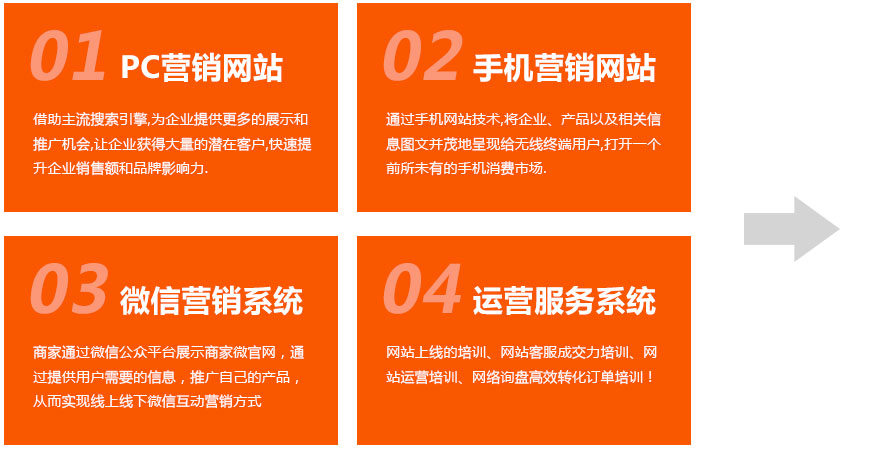 01 PC营销网站
借助主流搜索引擎,为企业提供更多的展示和
推广机会,让企业获得大量的潜在客户,快速提
升企业销售额和品牌影响力.
02 手机营销网站
通过手机网站技术,将企业、产品以及相关信
息图文并茂地呈现给无线终端用户,打开一个
前所未有的手机消费市场.
03 微信营销系统
商家通过微信公众平台展示商家微官网，通
过提供用户需要的信息，推广自己的产品，
从而实现线上线下微信互动营销方式
04 运营服务系统
网站上线的培训、网站客服成交力培训、网
站运营培训、网络询盘高效转化订单培训！